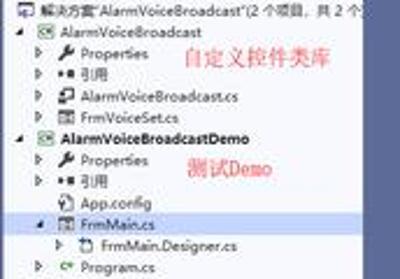 解决方案"AlarmVoiceBroadcast"(2 个项目，共 2 个
AlarmVoiceBroadcast
自定义控件类库
Properties
引用
AlarmVoiceBroadcast.cs
FrmVoiceSet.cs
AlarmVoiceBroadcastDemo
Properties
测试Demo
引用
App.config
FrmMain.cs
FrmMain.Designer.cs
Program.cs